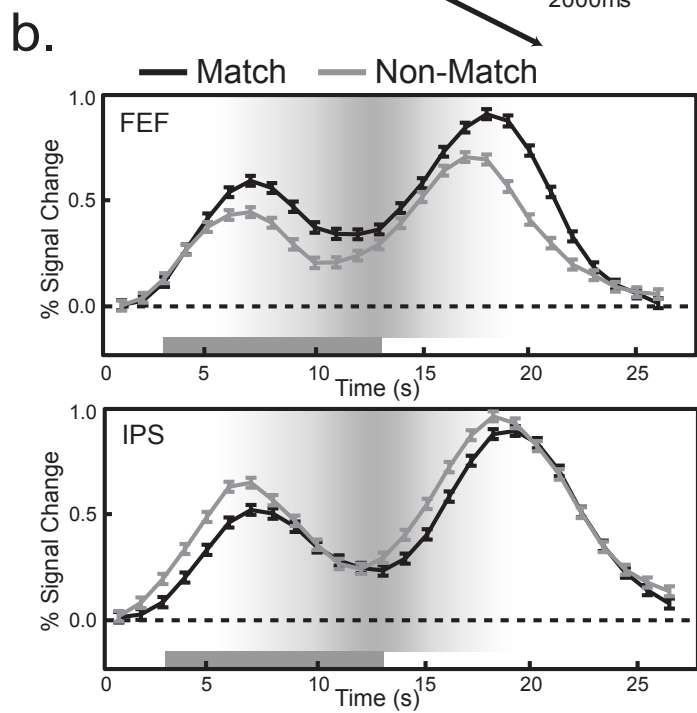 2000ms
b.
Match Non-Match
1.0
FEF
0.5
% Signal Change
0.0
0 5 10 15 20 25
Time (s)
1.0
IPS
0.5
% Signal Change
0.0
0 5 10 15 20 25
Time (s)